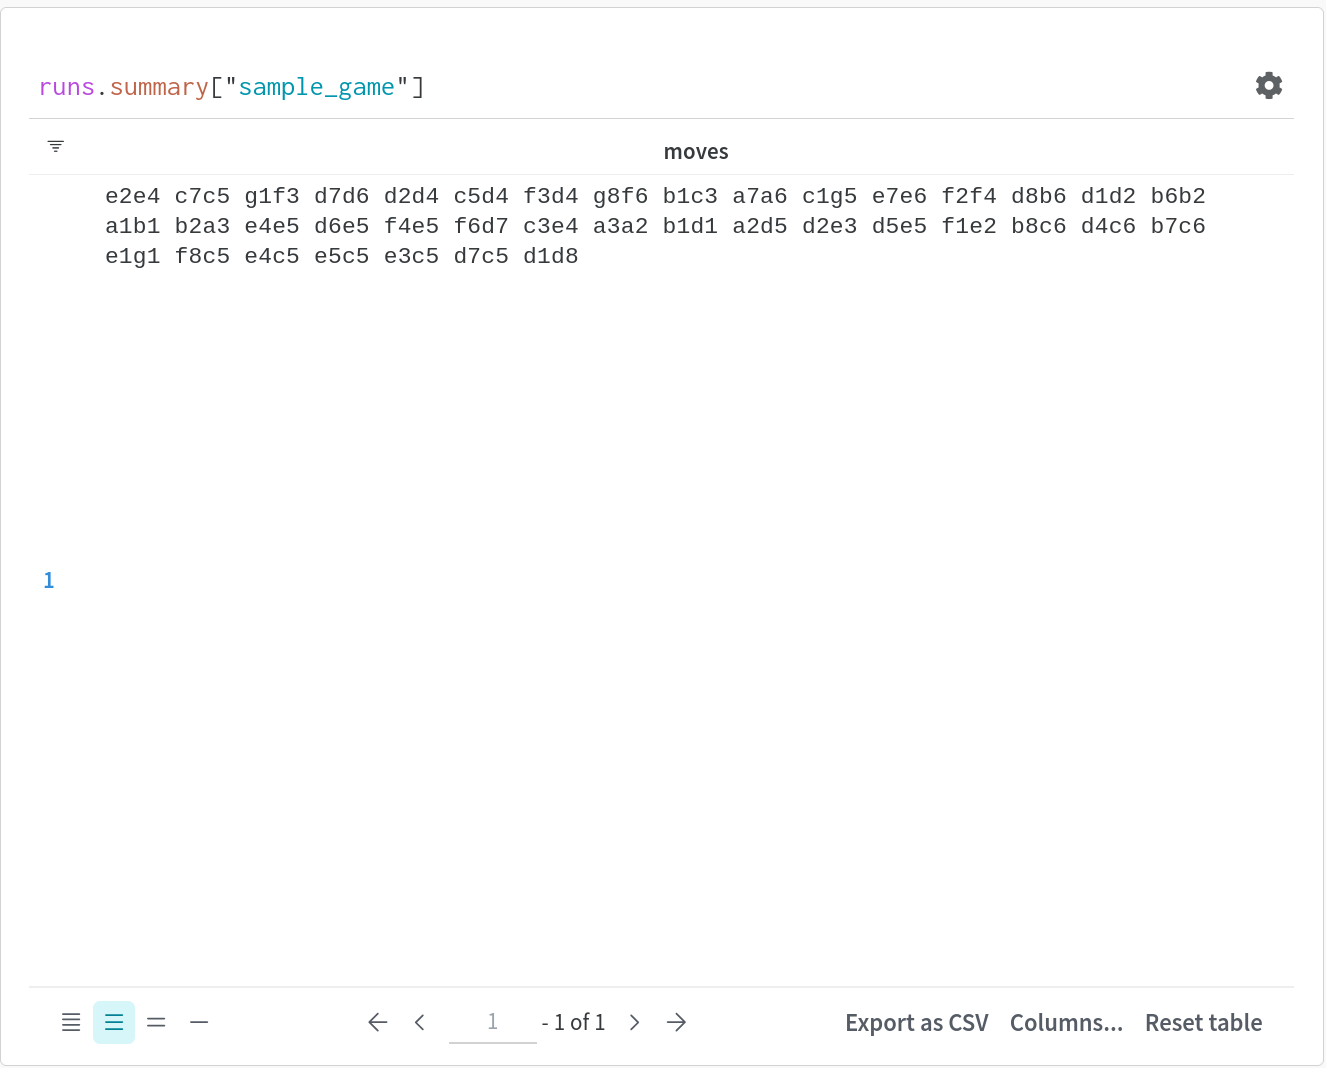 runs.summary["sample_game"]
moves
e2e4 c7c5 g1f3 d7d6 d2d4 c5d4 f3d4 g8f6 b1c3 a7a6 c1g5 e7e6 f2f4 d8b6 d1d2 b6b2
a1b1 b2a3 e4e5 d6e5 f4e5 f6d7 c3e4 a3a2 b1d1 a2d5 d2e3 d5e5 f1e2 b8c6 d4c6 b7c6
e1g1 f8c5 e4c5 e5c5 e3c5 d7c5 d1d8
1
1 - 1 of 1 Export as CSV Columns... Reset table